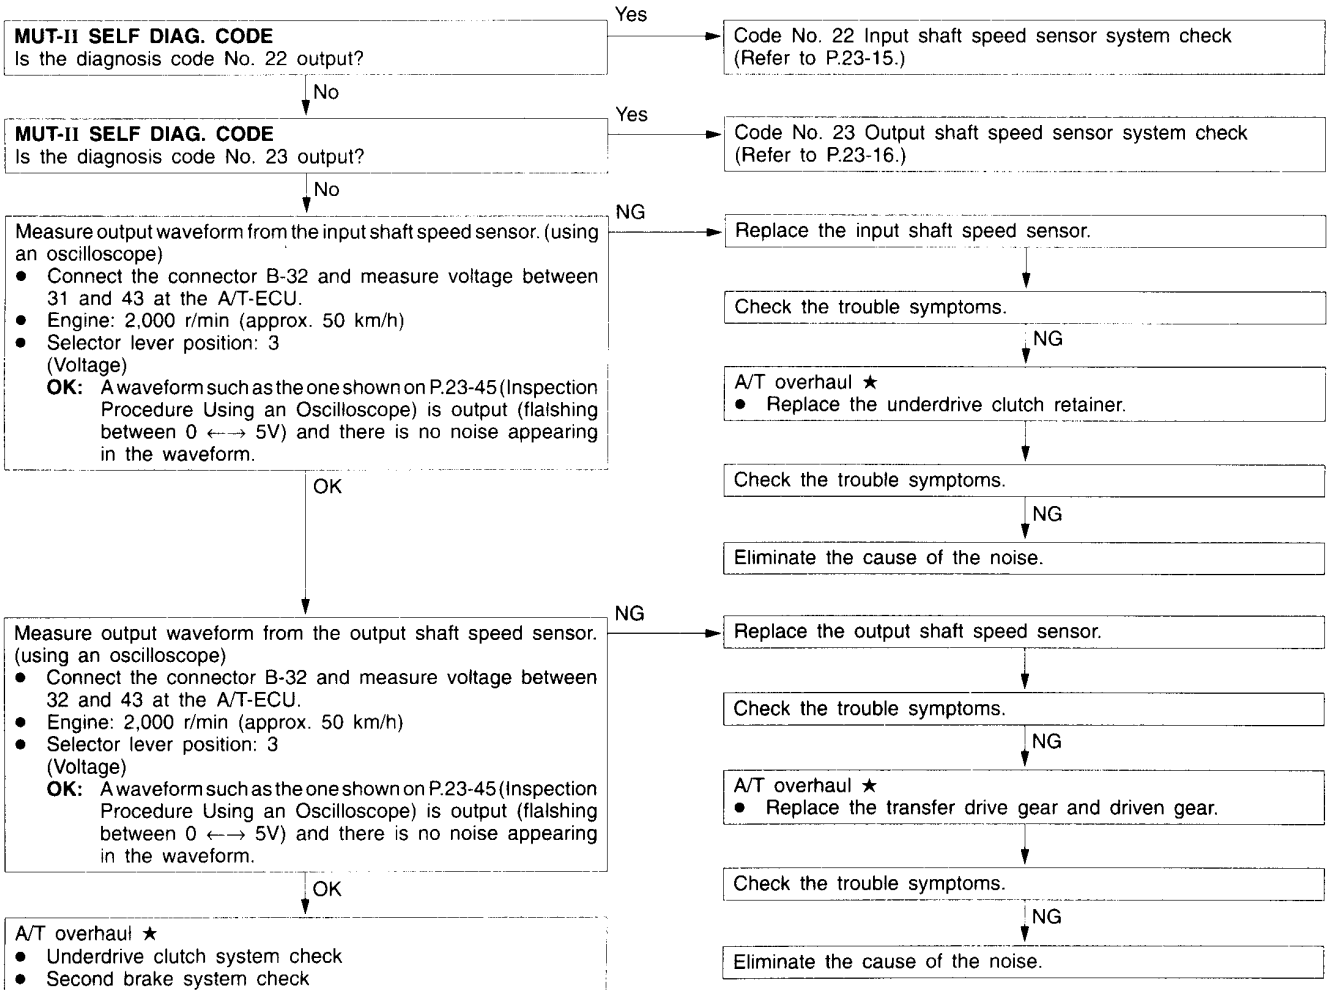 MUT-II SELF DIAG. CODE
Is the diagnosis code No. 22 output?
Yes
Code No. 22 Input shaft speed sensor system check
(Refer to P.23-15.)
No
MUT-II SELF DIAG. CODE
Is the diagnosis code No. 23 output?
Yes
Code No. 23 Output shaft speed sensor system check
(Refer to P.23-16.)
No
Measure output waveform from the input shaft speed sensor. (using
an oscilloscope)
● Connect the connector B-32 and measure voltage between
31 and 43 at the A/T-ECU.
● Engine: 2,000 r/min (approx. 50 km/h)
● Selector lever position: 3
(Voltage)
OK: A waveform such as the one shown on P.23-45 (Inspection
Procedure Using an Oscilloscope) is output (flalshing
between 0 ←→ 5V) and there is no noise appearing
in the waveform.
NG
Replace the input shaft speed sensor.
Check the trouble symptoms.
NG
A/T overhaul ★
● Replace the underdrive clutch retainer.
Check the trouble symptoms.
NG
Eliminate the cause of the noise.
OK
Measure output waveform from the output shaft speed sensor.
(using an oscilloscope)
● Connect the connector B-32 and measure voltage between
32 and 43 at the A/T-ECU.
● Engine: 2,000 r/min (approx. 50 km/h)
● Selector lever position: 3
(Voltage)
OK: A waveform such as the one shown on P.23-45 (Inspection
Procedure Using an Oscilloscope) is output (flalshing
between 0 ←→ 5V) and there is no noise appearing
in the waveform.
NG
Replace the output shaft speed sensor.
Check the trouble symptoms.
NG
A/T overhaul ★
● Replace the transfer drive gear and driven gear.
Check the trouble symptoms.
NG
Eliminate the cause of the noise.
OK
A/T overhaul ★
● Underdrive clutch system check
● Second brake system check